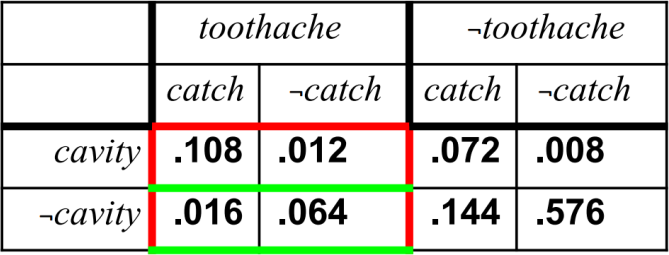 toothache ¬toothache
catch ¬catch catch ¬catch
cavity .108 .012 .072 .008
¬cavity .016 .064 .144 .576